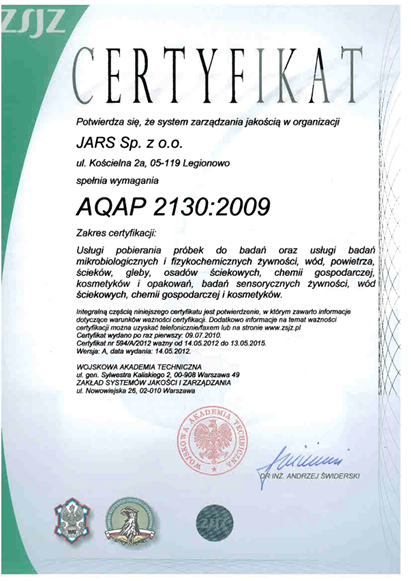 ZSJZ
CERTYFIKAT
Potwierdza się, że system zarządzania jakością w organizacji
JARS Sp. z o.o.
ul. Kościelna 2a, 05-119 Legionowo
spełnia wymagania
AQAP 2130:2009
Zakres certyfikacji:
Usługi pobierania próbek do badań oraz usługi badań
mikrobiologicznych i fizykochemicznych żywności, wód, powietrza,
ścieków, gleby, osadów ściekowych, chemii gospodarczej,
kosmetyków i opakowań, badań sensorycznych żywności, wód
ściekowych, chemii gospodarczej i kosmetyków.
Integralną częścią niniejszego certyfikatu jest potwierdzenie, w którym zawarto informacje
dotyczące warunków ważności certyfikacji. Dodatkowo informacje na temat ważności
certyfikacji można uzyskać telefonicznie/faxem lub na stronie www.zsjz.pl
Certyfikat wydano po raz pierwszy: 09.07.2010.
Certyfikat nr 594/A/2012 ważny od 14.05.2012 do 13.05.2015.
Wersja: A, data wydania: 14.05.2012.
WOJSKOWA AKADEMIA TECHNICZNA
ul. gen. Sylwestra Kaliskiego 2, 00-908 Warszawa 49
ZAKŁAD SYSTEMÓW JAKOŚCI I ZARZĄDZANIA
ul. Nowowiejska 26, 02-010 Warszawa
WOJSKOWA AKADEMIA TECHNICZNA
DR INŻ. ANDRZEJ ŚWIDERSKI
ZSJZ